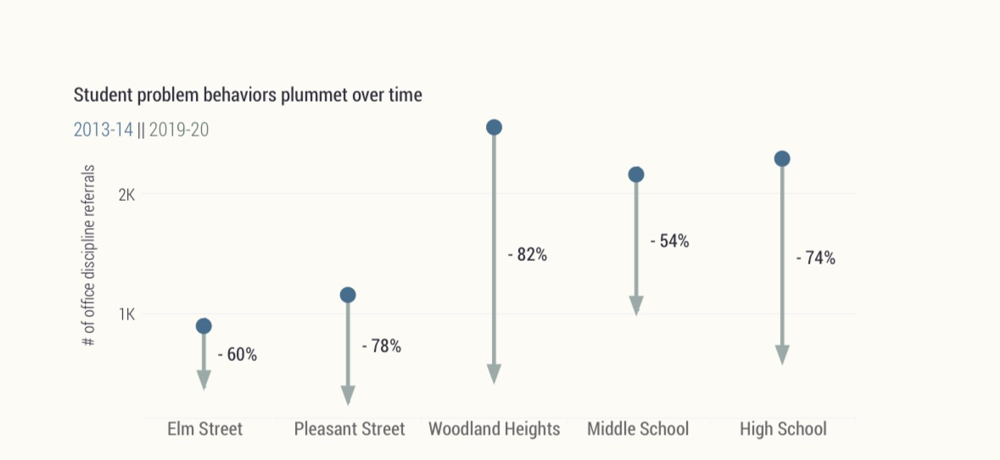 Student problem behaviors plummet over time
2013-14 || 2019-20
# of office discipline referrals
2K
1K
- 60%
- 78%
- 82%
- 54%
- 74%
Elm Street
Pleasant Street
Woodland Heights
Middle School
High School